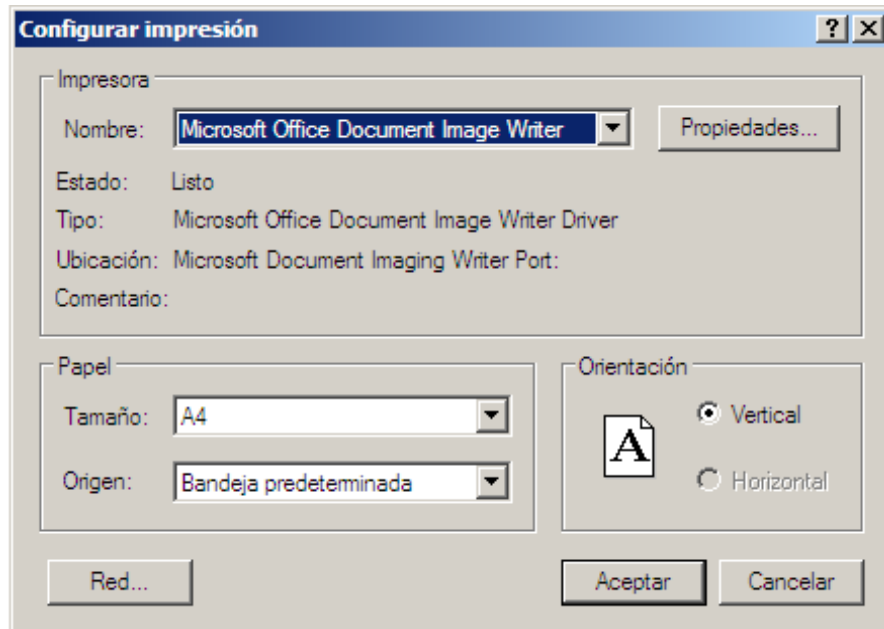 Configurar impresión
Impresora
Nombre: Microsoft Office Document Image Writer Propiedades...
Estado: Listo
Tipo: Microsoft Office Document Image Writer Driver
Ubicación: Microsoft Document Imaging Writer Port:
Comentario:
Papel
Tamaño: A4
Origen: Bandeja predeterminada
Orientación
A
Vertical
Horizontal
Red... Aceptar Cancelar